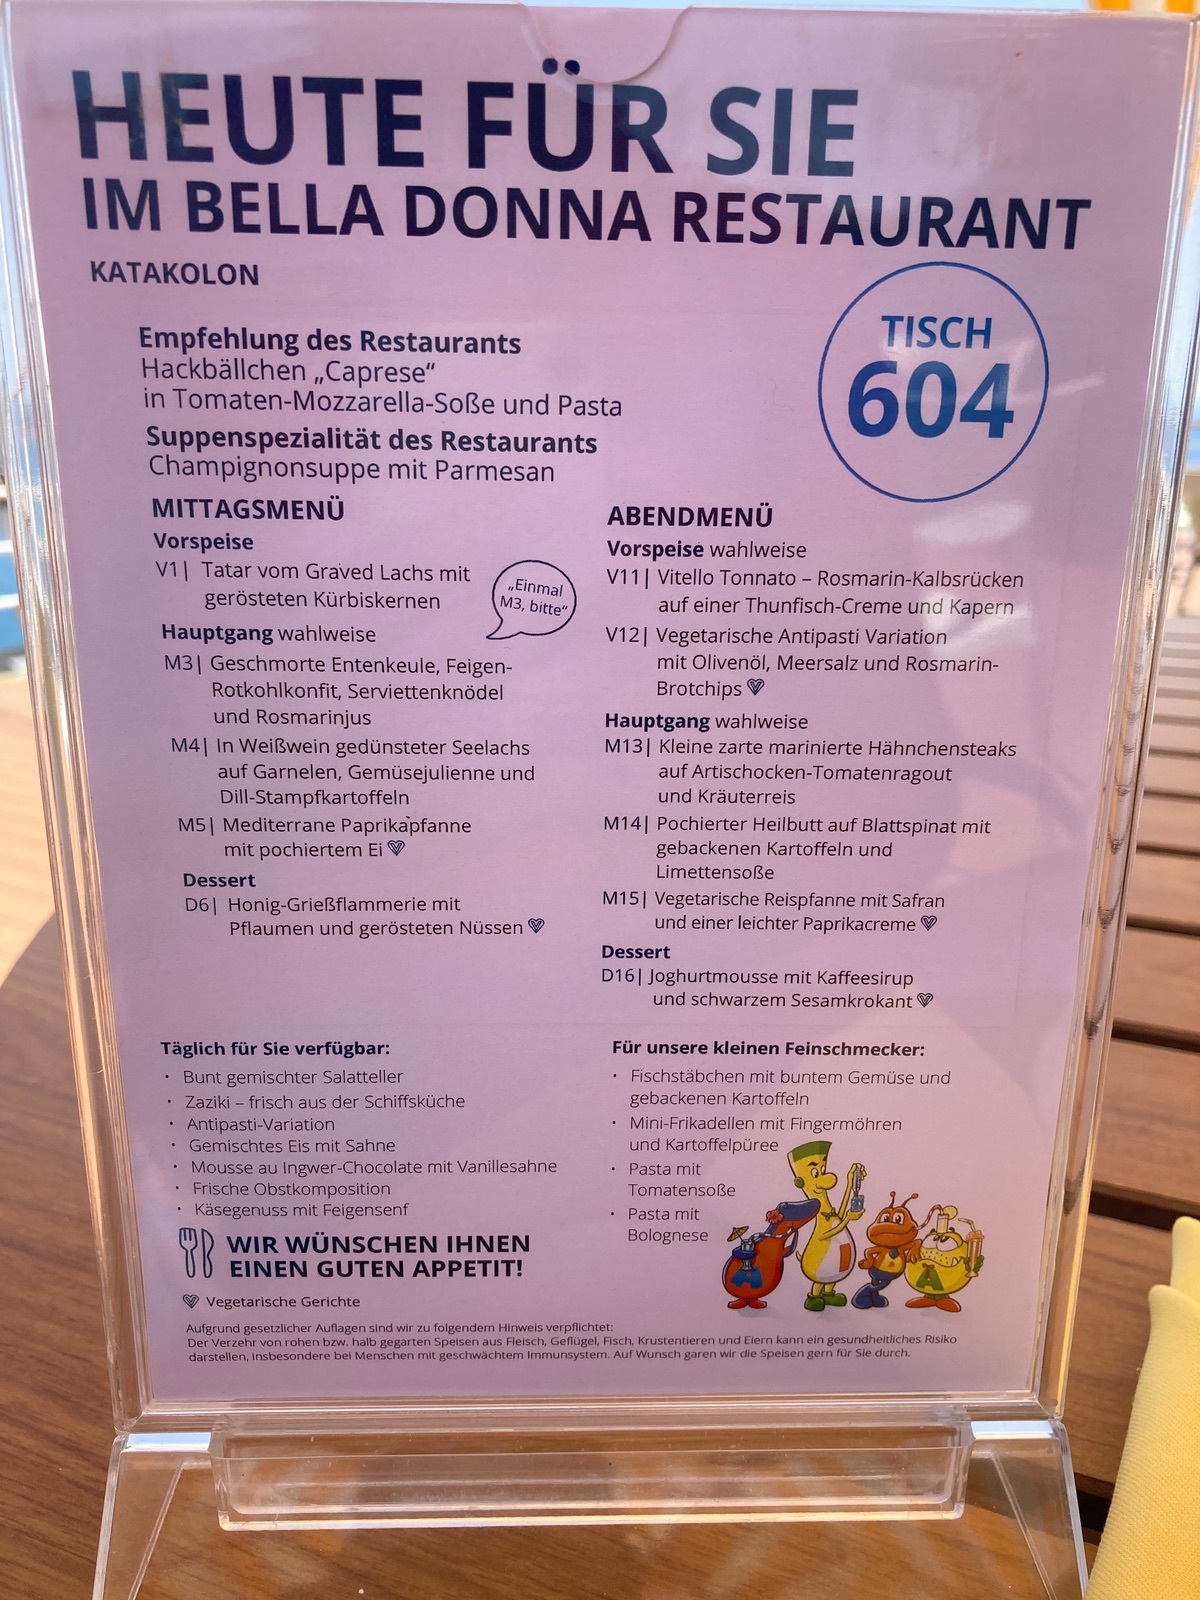 HEUTE FÜR SIE
IM BELLA DONNA RESTAURANT
KATAKOLON
TISCH
604
Empfehlung des Restaurants
Hackbällchen „Caprese“
in Tomaten-Mozzarella-Soße und Pasta
Suppenspezialität des Restaurants
Champignonsuppe mit Parmesan
MITTAGSMENÜ
Vorspeise
V1| Tatar vom Graved Lachs mit
gerösteten Kürbiskernen
„Einmal
M3, bitte“
Hauptgang wahlweise
M3| Geschmorte Entenkeule, Feigen-
Rotkohlkonfit, Serviettenknödel
und Rosmarinjus
M4| In Weißwein gedünsteter Seelachs
auf Garnelen, Gemüsejulienne und
Dill-Stampfkartoffeln
M5| Mediterrane Paprikapfanne
mit pochiertem Ei
Dessert
D6| Honig-Grießflammerie mit
Pflaumen und gerösteten Nüssen
ABENDMENÜ
Vorspeise wahlweise
V11| Vitello Tonnato – Rosmarin-Kalbsrücken
auf einer Thunfisch-Creme und Kapern
V12| Vegetarische Antipasti Variation
mit Olivenöl, Meersalz und Rosmarin-
Brotchips
Hauptgang wahlweise
M13| Kleine zarte marinierte Hähnchensteaks
auf Artischocken-Tomatenragout
und Kräuterreis
M14| Pochierter Heilbutt auf Blattspinat mit
gebackenen Kartoffeln und
Limettensoße
M15| Vegetarische Reispfanne mit Safran
und einer leichter Paprikacreme
Dessert
D16| Joghurtmousse mit Kaffeesirup
und schwarzem Sesamkrokant
Täglich für Sie verfügbar:
· Bunt gemischter Salatteller
· Zaziki – frisch aus der Schiffsküche
· Antipasti-Variation
· Gemischtes Eis mit Sahne
· Mousse au Ingwer-Chocolate mit Vanillesahne
· Frische Obstkomposition
· Käsegenuss mit Feigensenf
Für unsere kleinen Feinschmecker:
· Fischstäbchen mit buntem Gemüse und
gebackenen Kartoffeln
· Mini-Frikadellen mit Fingermöhren
und Kartoffelpüree
· Pasta mit
Tomatensoße
· Pasta mit
Bolognese
A I D A
WIR WÜNSCHEN IHNEN
EINEN GUTEN APPETIT!
Vegetarische Gerichte
Aufgrund gesetzlicher Auflagen sind wir zu folgendem Hinweis verpflichtet:
Der Verzehr von rohen bzw. halb gegarten Speisen aus Fleisch, Geflügel, Fisch, Krustentieren und Eiern kann ein gesundheitliches Risiko
darstellen, insbesondere bei Menschen mit geschwächtem Immunsystem. Auf Wunsch garen wir die Speisen gern für Sie durch.